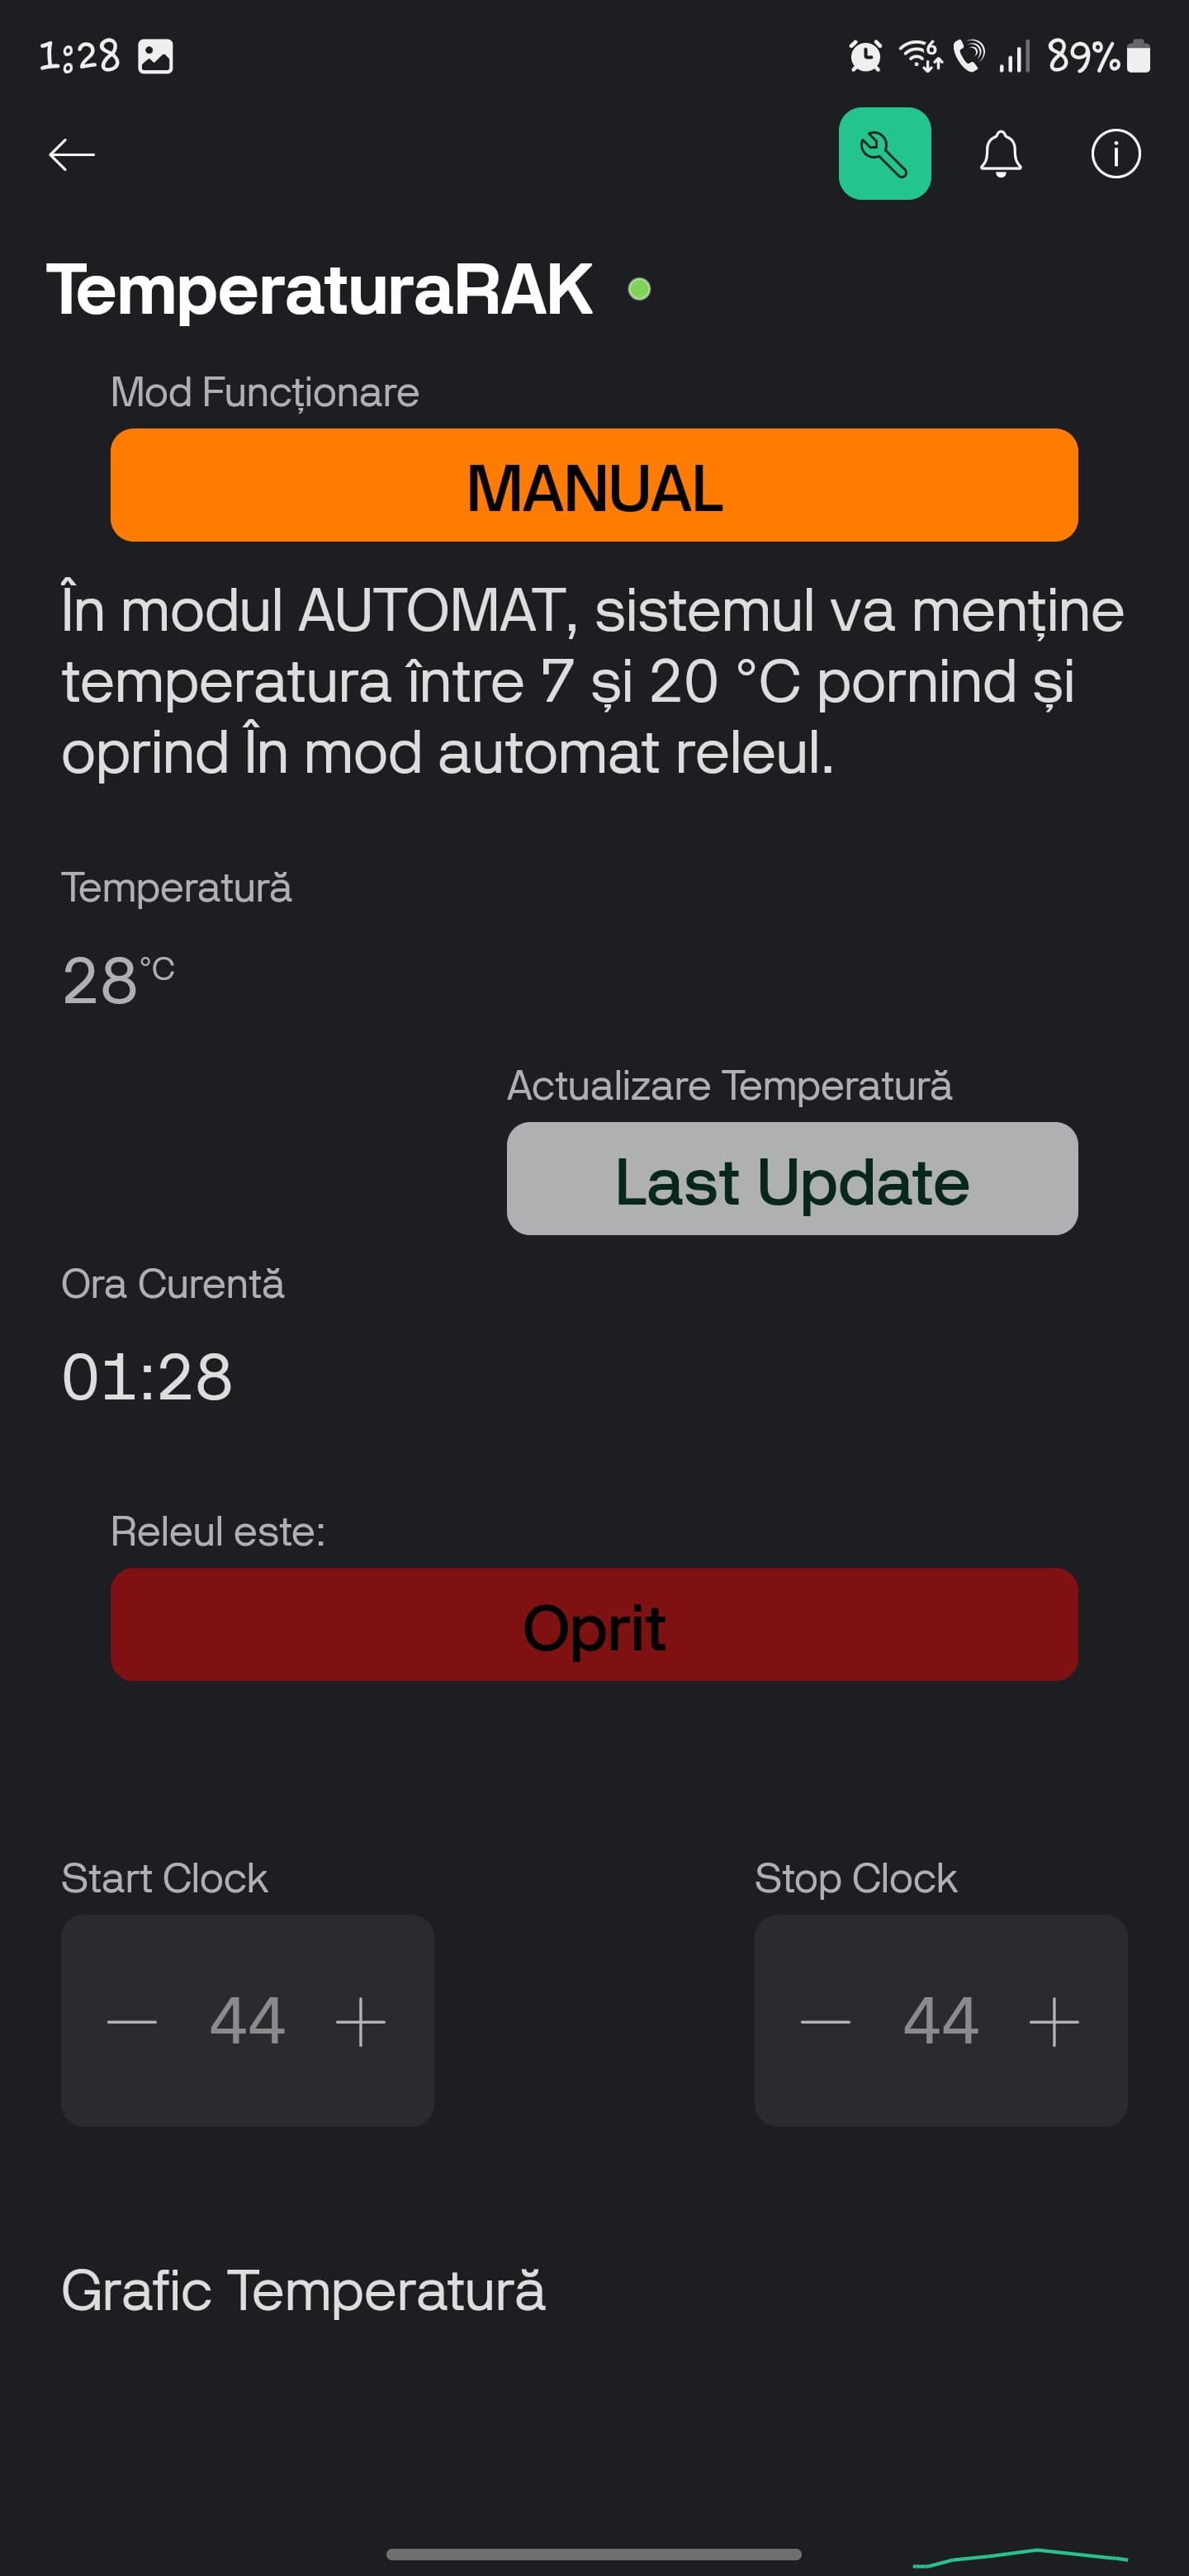 1:28 89%
TemperaturaRAK
Mod Funcționare
MANUAL
În modul AUTOMAT, sistemul va menține
temperatura între 7 și 20 °C pornind și
oprind În mod automat releul.
Temperatură
28°C
Actualizare Temperatură
Last Update
Ora Curentă
01:28
Releul este:
Oprit
Start Clock Stop Clock
— 44 + — 44 +
Grafic Temperatură